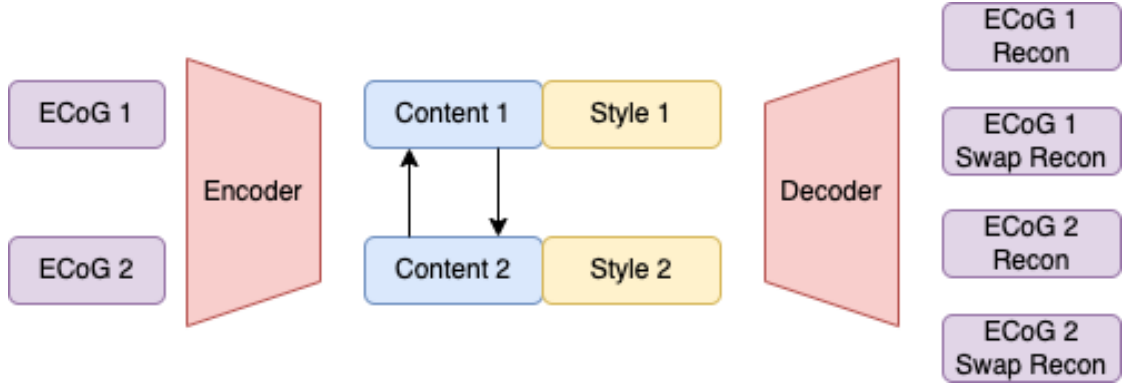 ECoG 1
ECoG 2
Encoder
Content 1
Style 1
Content 2
Style 2
Decoder
ECoG 1
Recon
ECoG 1
Swap Recon
ECoG 2
Recon
ECoG 2
Swap Recon